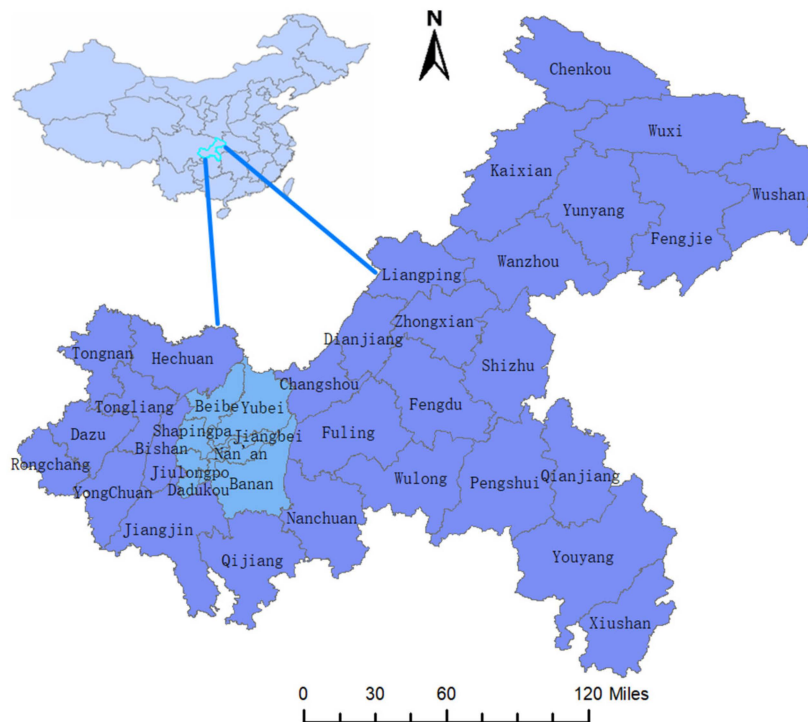 N
Chenkou
Wuxi
Kaixian
Wushan
Yunyang
Fengjie
Wanzhou
Liangping
Zhongxian
Dianjiang
Tongnan
Hechuan
Shizhu
Changshou
Tongliang
Beibe
Yubei
Fengdu
Dazu
Shapingpa
Jiangbei
Fuling
Bishan
Nan'an
Rongchang
Jiulongpo
Wulong
Qianjiang
YongChuan
Dadukou
Banan
Pengshui
Nanchuan
Jiangjin
Youyang
Qijiang
Xiushan
0 30 60 120 Miles